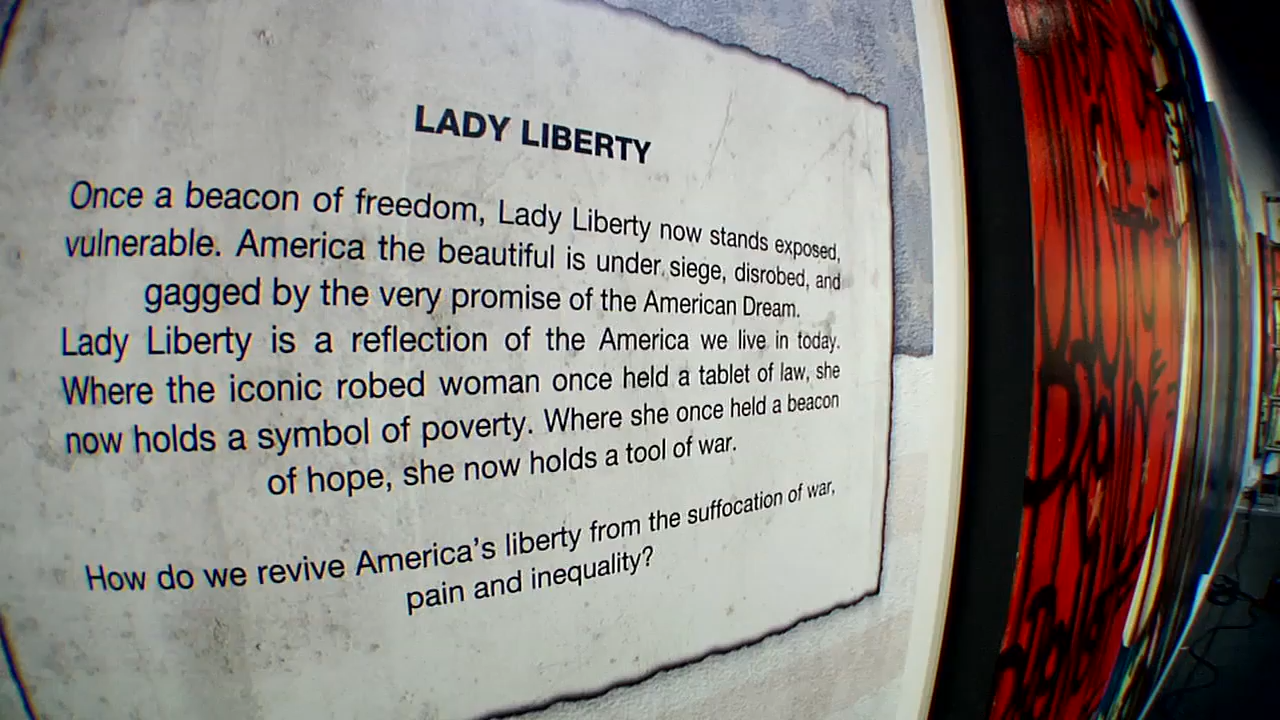 LADY LIBERTY
Once a beacon of freedom, Lady Liberty now stands exposed,
vulnerable. America the beautiful is under siege, disrobed, and
gagged by the very promise of the American Dream.
Lady Liberty is a reflection of the America we live in today.
Where the iconic robed woman once held a tablet of law, she
now holds a symbol of poverty. Where she once held a beacon
of hope, she now holds a tool of war.
How do we revive America's liberty from the suffocation of war,
pain and inequality?